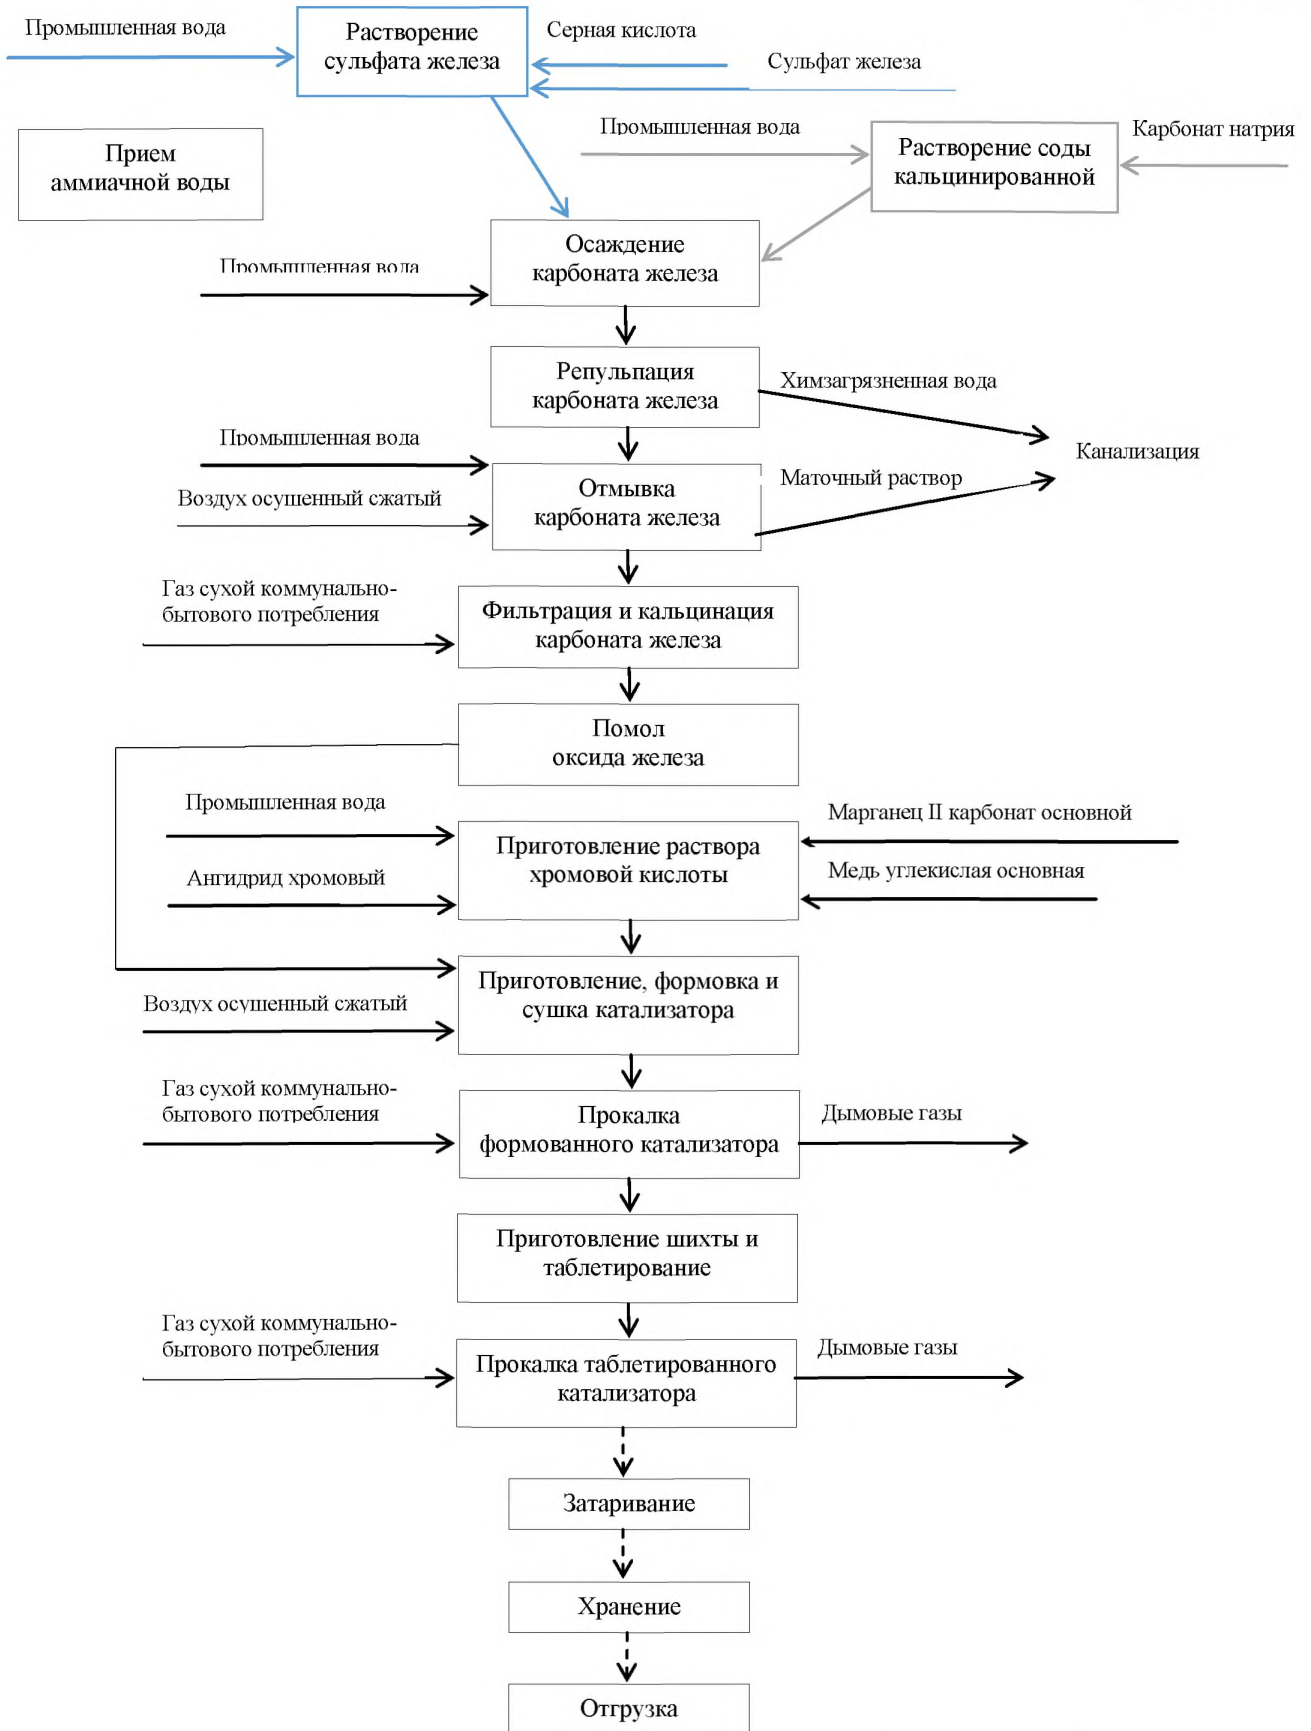 Промышленная вода
Растворение
сульфата железа
Серная кислота
Сульфат железа
Прием
аммиачной воды
Промышленная вода
Растворение соды
кальцинированной
Карбонат натрия
Осаждение
карбоната железа
Промышленная вода
Репульпация
карбоната железа
Химзагрязненная вода
Канализация
Промышленная вода
Воздух осушенный сжатый
Отмывка
карбоната железа
Маточный раствор
Газ сухой коммунально-
бытового потребления
Фильтрация и кальцинация
карбоната железа
Помол
оксида железа
Промышленная вода
Ангидрид хромовый
Приготовление раствора
хромовой кислоты
Марганец II карбонат основной
Медь углекислая основная
Приготовление, формовка и
сушка катализатора
Воздух осушенный сжатый
Газ сухой коммунально-
бытового потребления
Прокалка
формованного катализатора
Дымовые газы
Приготовление шихты и
таблетирование
Газ сухой коммунально-
бытового потребления
Прокалка таблетированного
катализатора
Дымовые газы
Затаривание
Хранение
Отгрузка